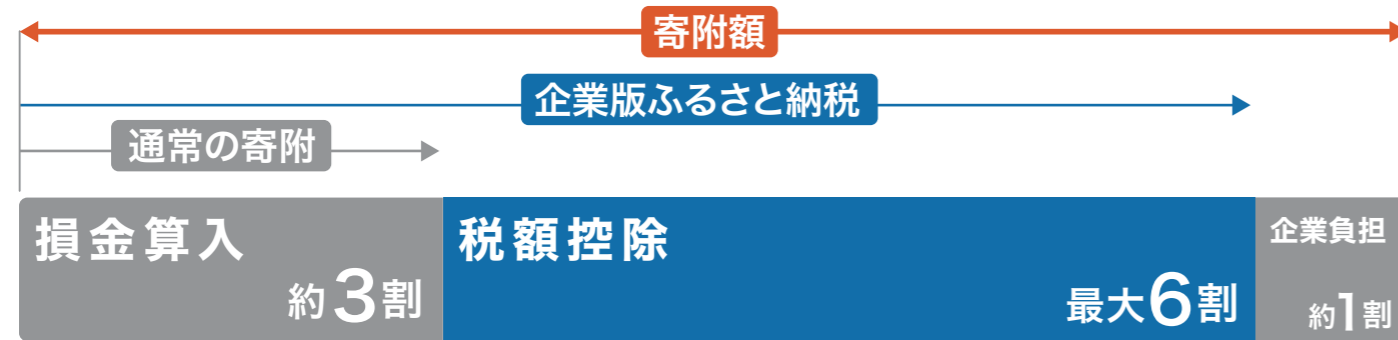 寄附額
企業版ふるさと納税
通常の寄附
損金算入
約3割
税額控除
最大6割
企業負担
約1割